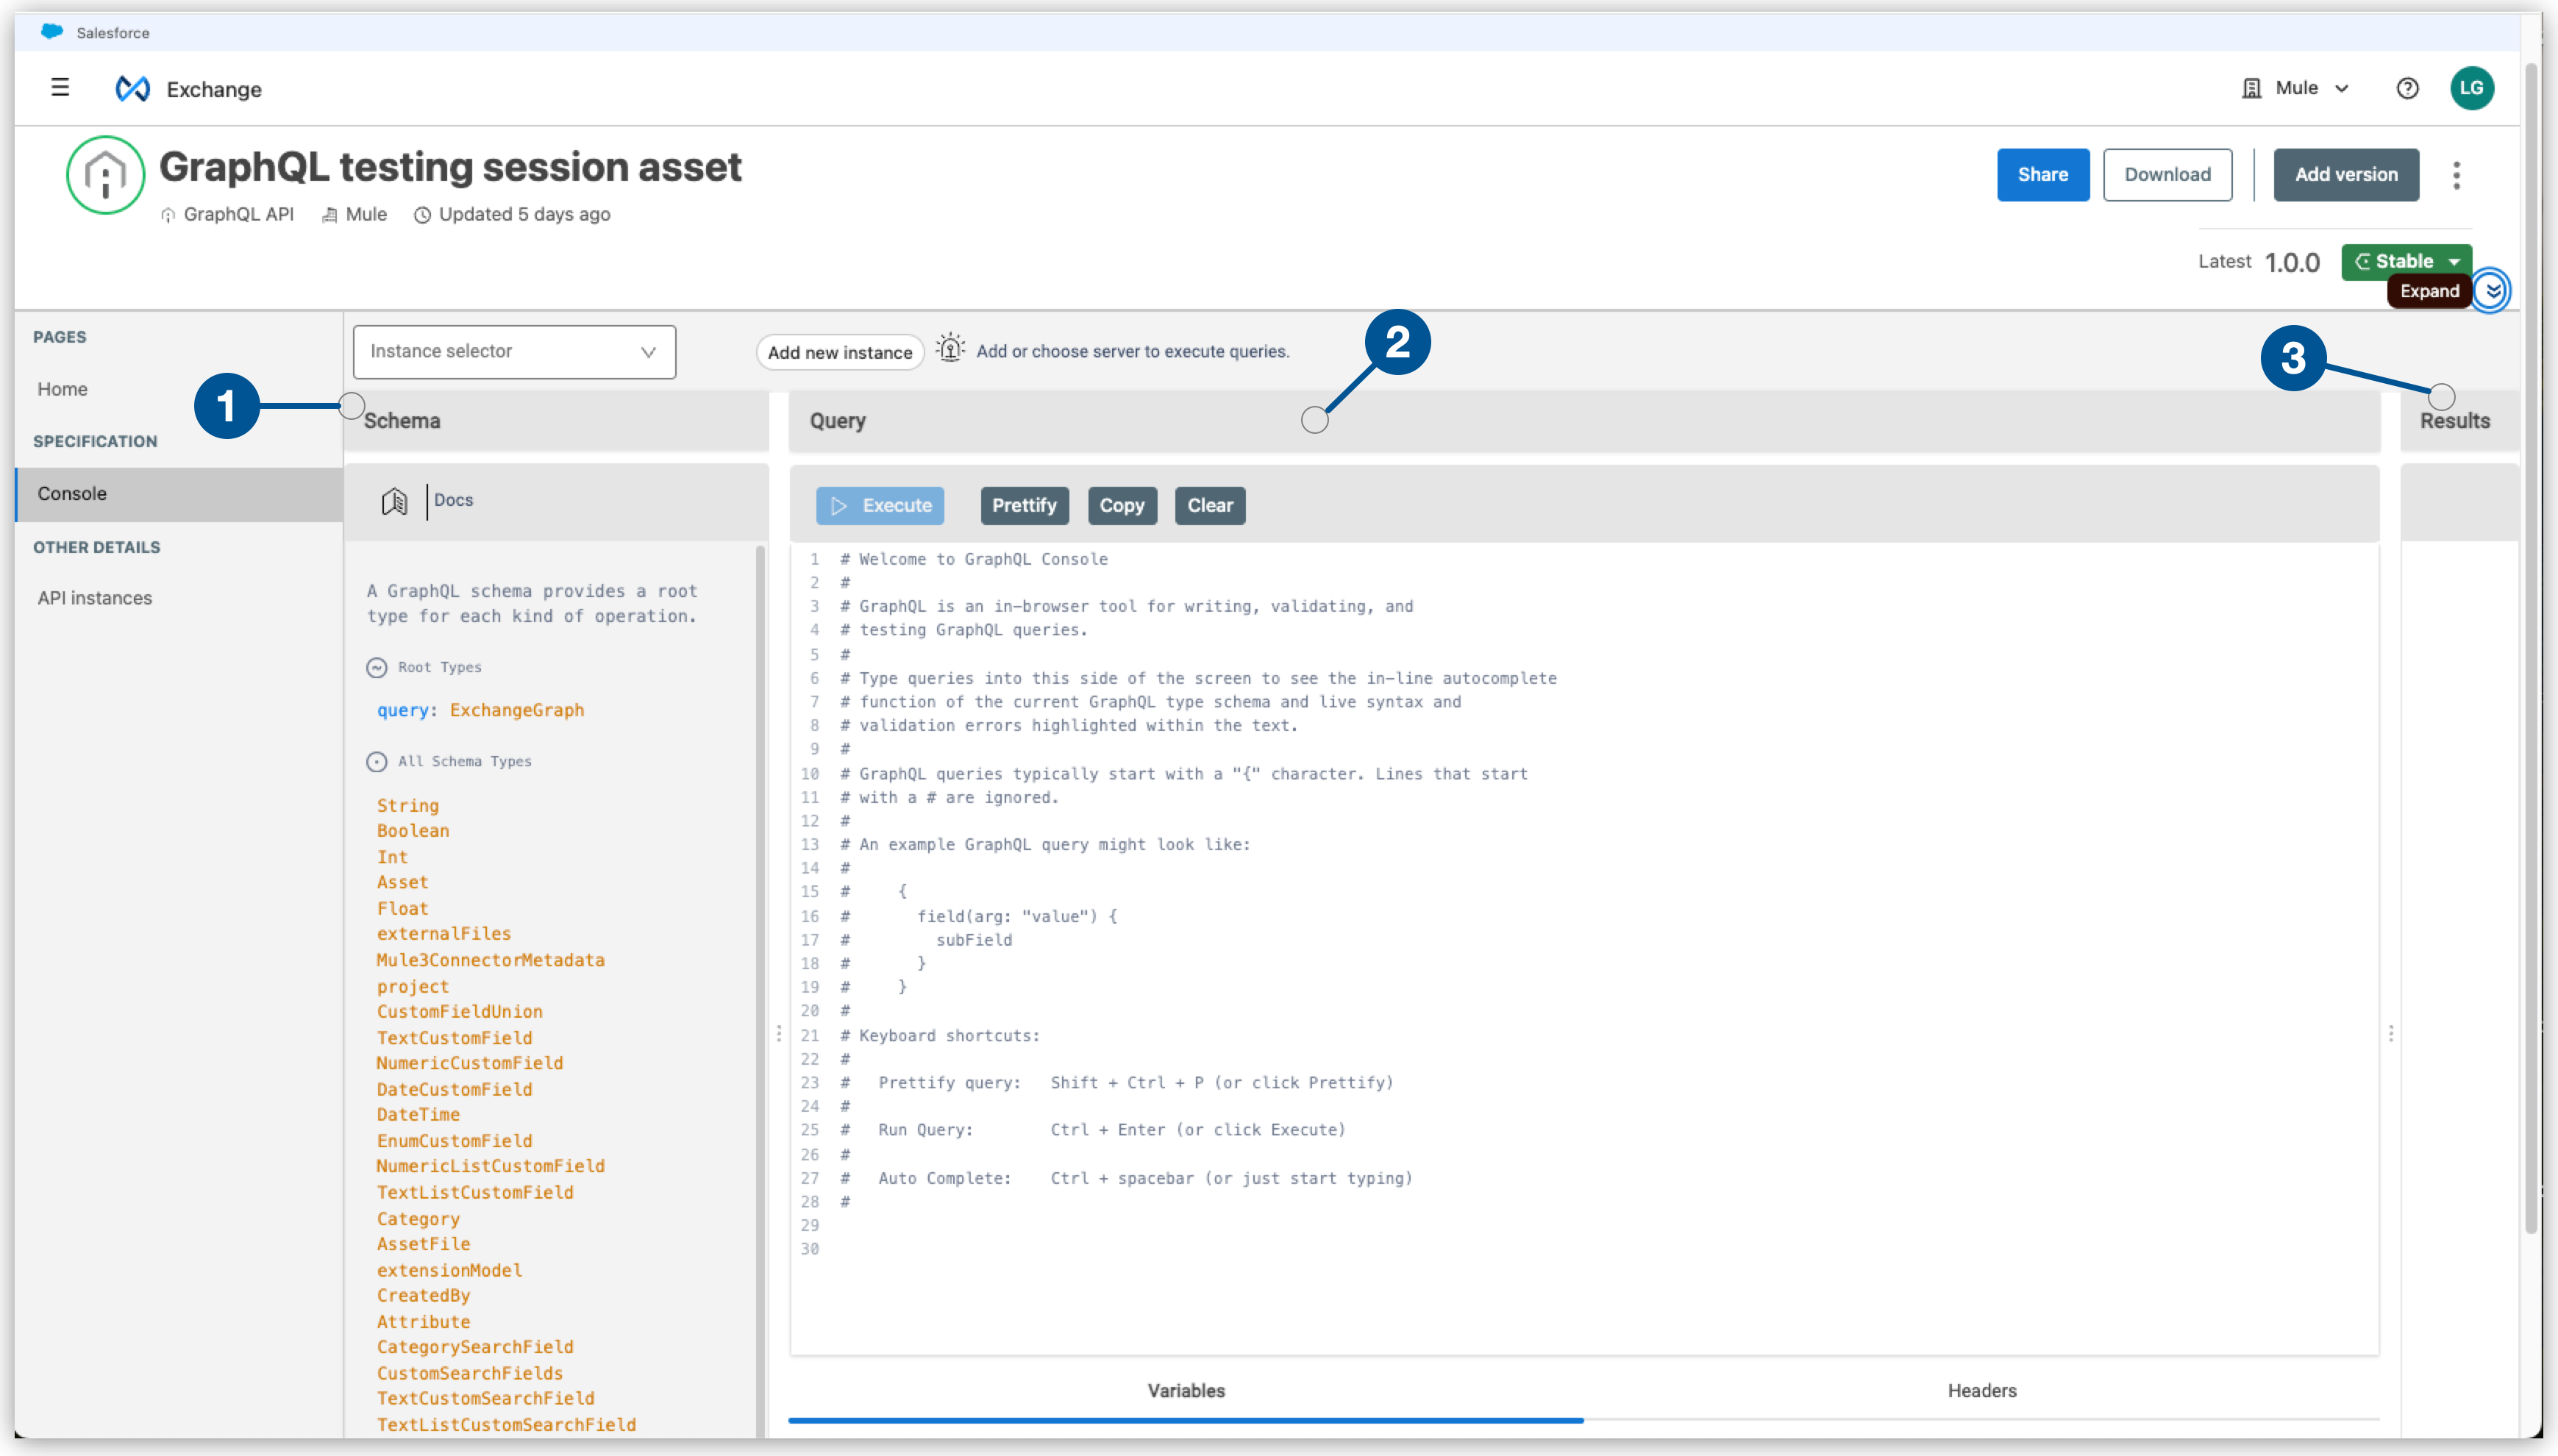 Salesforce
Exchange
Mule
LG
GraphQL testing session asset
GraphQL API Mule Updated 5 days ago
Share Download Add version
Latest 1.0.0 Stable
Expand
PAGES
Home
SPECIFICATION
Console
OTHER DETAILS
API instances
Instance selector
Add new instance Add or choose server to execute queries.
1
2
3
Schema
Docs
A GraphQL schema provides a root
type for each kind of operation.
Root Types
query: ExchangeGraph
All Schema Types
String
Boolean
Int
Asset
Float
externalFiles
Mule3ConnectorMetadata
project
CustomFieldUnion
TextCustomField
NumericCustomField
DateCustomField
DateTime
EnumCustomField
NumericListCustomField
TextListCustomField
Category
AssetFile
extensionModel
CreatedBy
Attribute
CategorySearchField
CustomSearchFields
TextCustomSearchField
TextListCustomSearchField
Query
Execute Prettify Copy Clear
1 # Welcome to GraphQL Console
2 #
3 # GraphQL is an in-browser tool for writing, validating, and
4 # testing GraphQL queries.
5 #
6 # Type queries into this side of the screen to see the in-line autocomplete
7 # function of the current GraphQL type schema and live syntax and
8 # validation errors highlighted within the text.
9 #
10 # GraphQL queries typically start with a "{" character. Lines that start
11 # with a # are ignored.
12 #
13 # An example GraphQL query might look like:
14 #
15 #     {
16 #       field(arg: "value") {
17 #         subField
18 #       }
19 #     }
20 #
21 # Keyboard shortcuts:
22 #
23 #   Prettify query:   Shift + Ctrl + P (or click Prettify)
24 #
25 #   Run Query:        Ctrl + Enter (or click Execute)
26 #
27 #   Auto Complete:    Ctrl + spacebar (or just start typing)
28 #
29
30
Variables Headers
Results